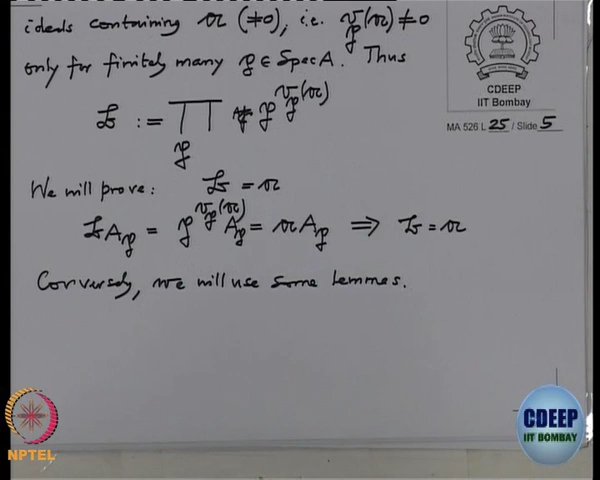 ideals containing 𝔞 (≠0), i.e. v_𝔭(𝔞) ≠ 0
only for finitely many 𝔭 ∈ Spec A. Thus
𝔟 := ∏_𝔭 𝔭^{v_𝔭(𝔞)}
We will prove: 𝔟 = 𝔞
𝔟A_𝔭 = 𝔭^{v_𝔭(𝔞)} A_𝔭 = 𝔞A_𝔭 ⟹ 𝔟 = 𝔞
Conversely, we will use some lemmas.
CDEEP
IIT Bombay
MA 526 L 25 / Slide 5
NPTEL
CDEEP
IIT BOMBAY